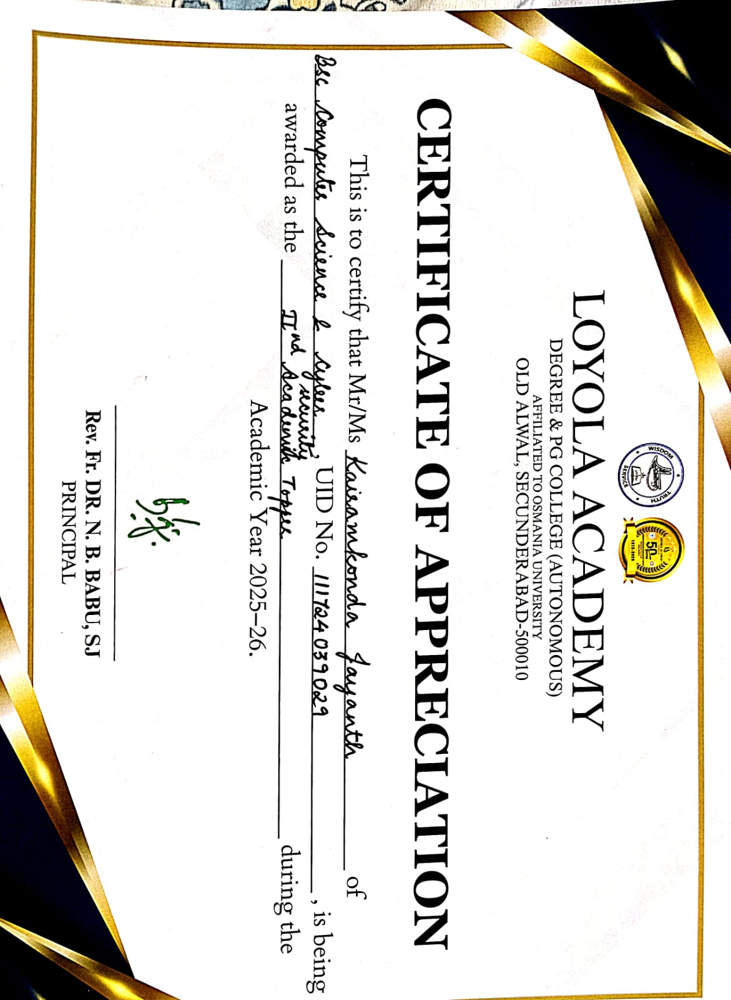 WISDOM
TRUTH
SERVICE
50
LOYOLA ACADEMY
DEGREE & PG COLLEGE (AUTONOMOUS)
AFFILIATED TO OSMANIA UNIVERSITY
OLD ALWAL, SECUNDERABAD-500010
CERTIFICATE OF APPRECIATION
This is to certify that Mr/Ms Kairamkonda Jayanth of
Bsc Computer Science & Cyber security, UID No. 111724039029, is being
awarded as the IInd Academic Topper during the
Academic Year 2025–26.
Rev. Fr. DR. N. B. BABU, SJ
PRINCIPAL